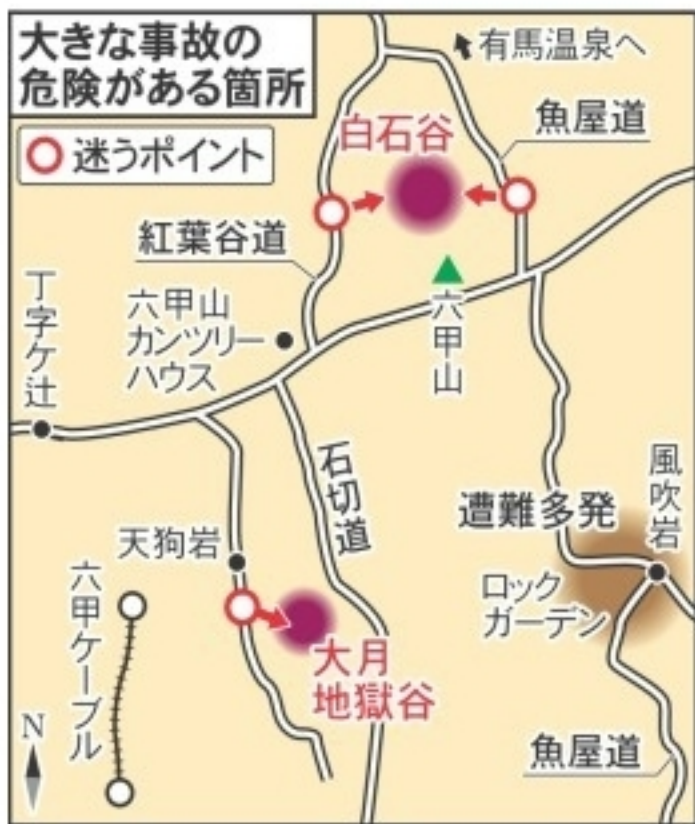 大きな事故の
危険がある箇所
迷うポイント
有馬温泉へ
魚屋道
白石谷
紅葉谷道
六甲山
カンツリー
ハウス
六甲山
丁字ケ辻
石切道
天狗岩
遭難多発
風吹岩
ロック
ガーデン
大月
地獄谷
六甲ケーブル
魚屋道
N